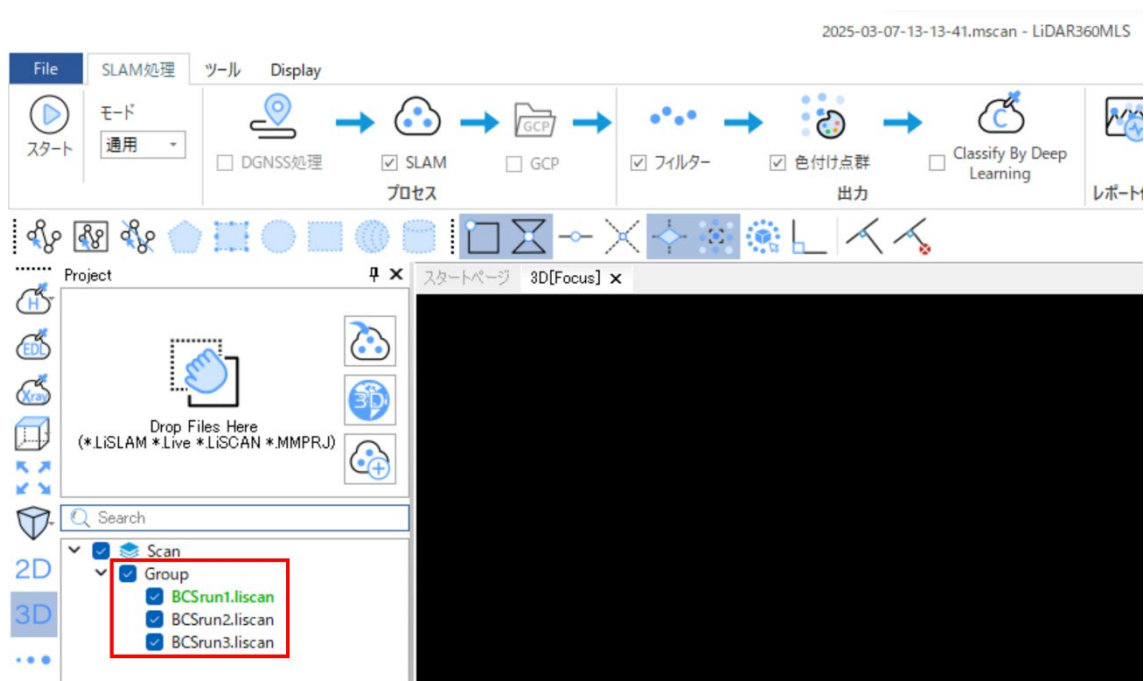 2025-03-07-13-13-41.mscan - LiDAR360MLS
File SLAM処理 ツール Display
スタート
モード
通用
DGNSS処理
SLAM
GCP
GCP
プロセス
フィルター
色付け点群
C
Classify By Deep
Learning
出力
Project
スタートページ 3D[Focus]
H
EDL
Xray
3D
Drop Files Here
(*.LiSLAM *.Live *.LiSCAN *.MMPRJ)
Search
Scan
Group
BCSrun1.liscan
BCSrun2.liscan
BCSrun3.liscan
2D
3D